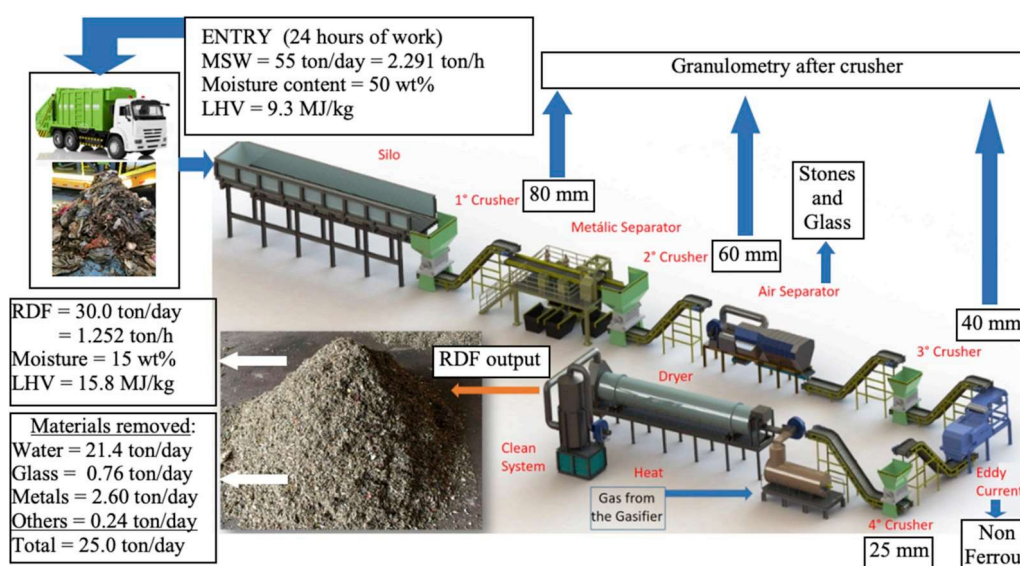 ENTRY (24 hours of work)
MSW = 55 ton/day = 2.291 ton/h
Moisture content = 50 wt%
LHV = 9.3 MJ/kg
Granulometry after crusher
Silo
1° Crusher
80 mm
Metálic Separator
2° Crusher
60 mm
Stones
and
Glass
Air Separator
40 mm
3° Crusher
RDF = 30.0 ton/day
= 1.252 ton/h
Moisture = 15 wt%
LHV = 15.8 MJ/kg
RDF output
Dryer
Materials removed:
Water = 21.4 ton/day
Glass = 0.76 ton/day
Metals = 2.60 ton/day
Others = 0.24 ton/day
Total = 25.0 ton/day
Clean
System
Heat
Gas from
the Gasifier
4° Crusher
25 mm
Eddy
Current
Non
Ferrou